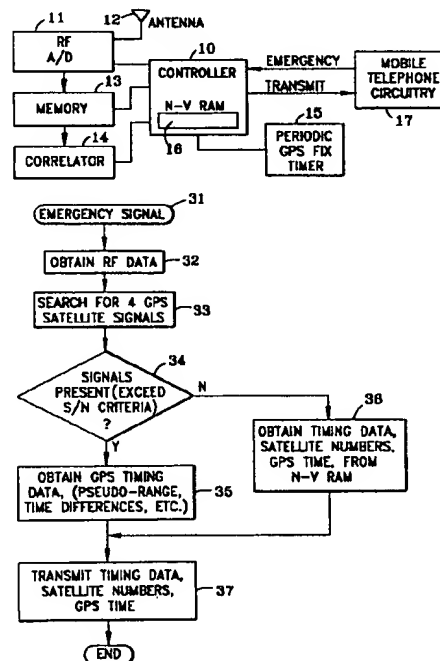 11
12
ANTENNA
RF
A/D
10
CONTROLLER
EMERGENCY
TRANSMIT
MOBILE
TELEPHONE
CIRCUITRY
17
13
MEMORY
N-V RAM
16
15
PERIODIC
GPS FIX
TIMER
14
CORRELATOR
EMERGENCY SIGNAL
31
OBTAIN RF DATA
32
SEARCH FOR 4 GPS
SATELLITE SIGNALS
33
34
SIGNALS
PRESENT(EXCEED
S/N CRITERIA)
?
N
Y
36
OBTAIN TIMING DATA,
SATELLITE NUMBERS,
GPS TIME, FROM
N-V RAM
OBTAIN GPS TIMING
DATA, (PSEUDO-RANGE,
TIME DIFFERENCES, ETC.)
35
TRANSMIT TIMING DATA,
SATELLITE NUMBERS,
GPS TIME
37
END